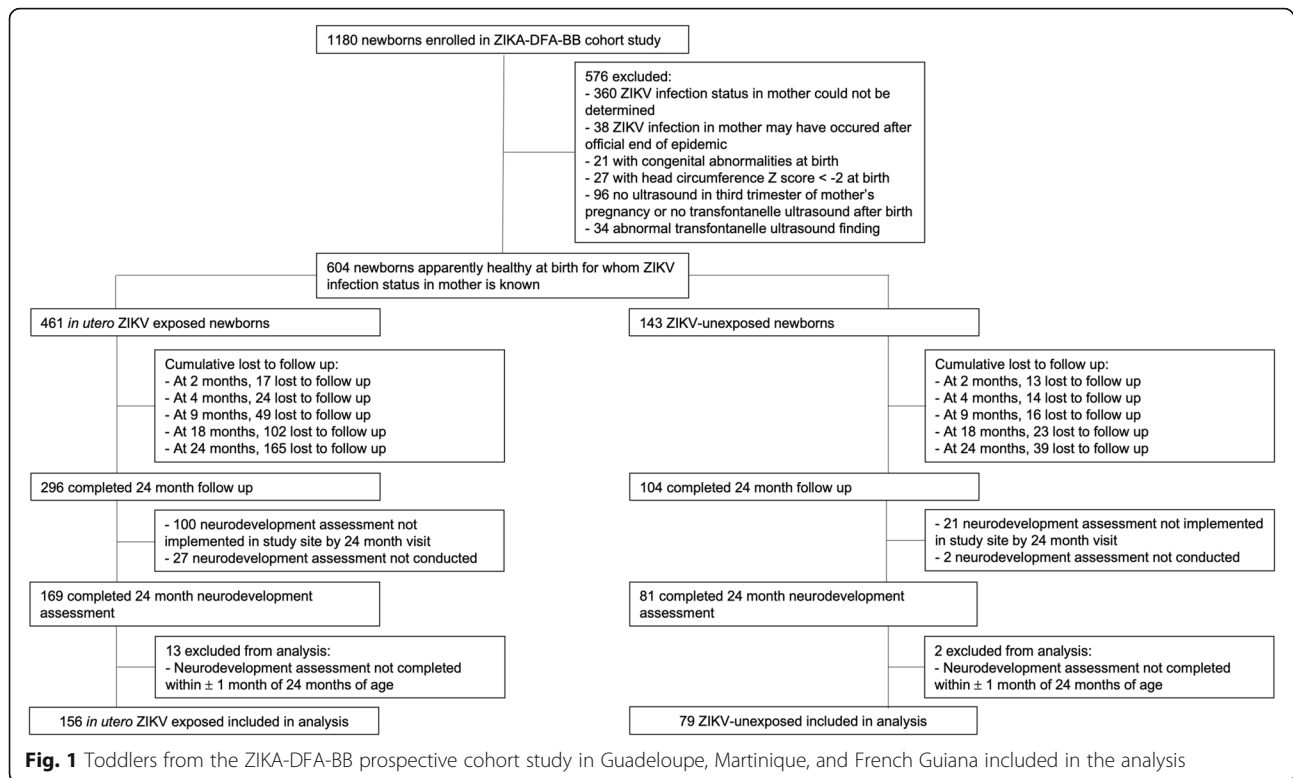 1180 newborns enrolled in ZIKA-DFA-BB cohort study
576 excluded:
- 360 ZIKV infection status in mother could not be
determined
- 38 ZIKV infection in mother may have occured after
official end of epidemic
- 21 with congenital abnormalities at birth
- 27 with head circumference Z score < -2 at birth
- 96 no ultrasound in third trimester of mother's
pregnancy or no transfontanelle ultrasound after birth
- 34 abnormal transfontanelle ultrasound finding
604 newborns apparently healthy at birth for whom ZIKV
infection status in mother is known
461 in utero ZIKV exposed newborns
Cumulative lost to follow up:
- At 2 months, 17 lost to follow up
- At 4 months, 24 lost to follow up
- At 9 months, 49 lost to follow up
- At 18 months, 102 lost to follow up
- At 24 months, 165 lost to follow up
296 completed 24 month follow up
- 100 neurodevelopment assessment not
implemented in study site by 24 month visit
- 27 neurodevelopment assessment not conducted
169 completed 24 month neurodevelopment
assessment
13 excluded from analysis:
- Neurodevelopment assessment not completed
within ± 1 month of 24 months of age
156 in utero ZIKV exposed included in analysis
143 ZIKV-unexposed newborns
Cumulative lost to follow up:
- At 2 months, 13 lost to follow up
- At 4 months, 14 lost to follow up
- At 9 months, 16 lost to follow up
- At 18 months, 23 lost to follow up
- At 24 months, 39 lost to follow up
104 completed 24 month follow up
- 21 neurodevelopment assessment not implemented
in study site by 24 month visit
- 2 neurodevelopment assessment not conducted
81 completed 24 month neurodevelopment
assessment
2 excluded from analysis:
- Neurodevelopment assessment not completed
within ± 1 month of 24 months of age
79 ZIKV-unexposed included in analysis
Fig. 1 Toddlers from the ZIKA-DFA-BB prospective cohort study in Guadeloupe, Martinique, and French Guiana included in the analysis